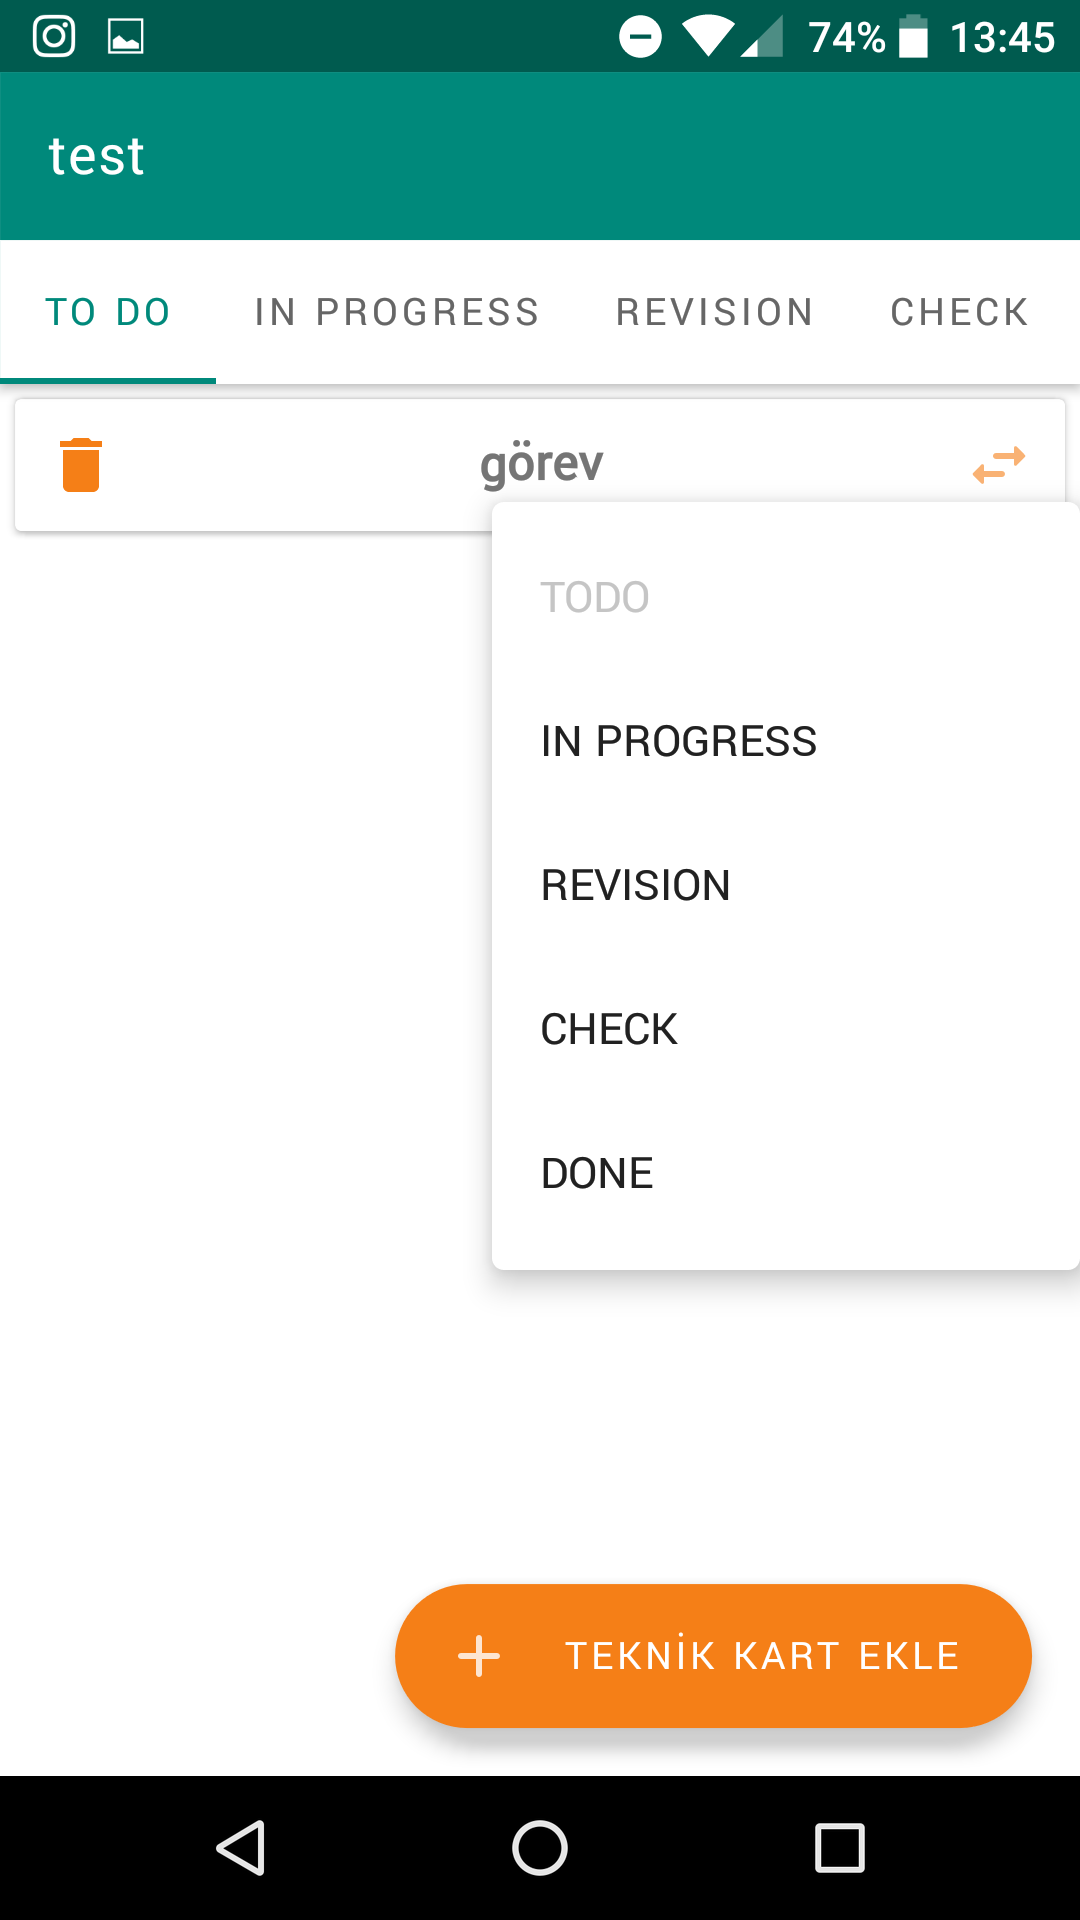 74% 13:45
test
TO DO IN PROGRESS REVISION CHECK
görev
TODO
IN PROGRESS
REVISION
CHECK
DONE
TEKNİK KART EKLE